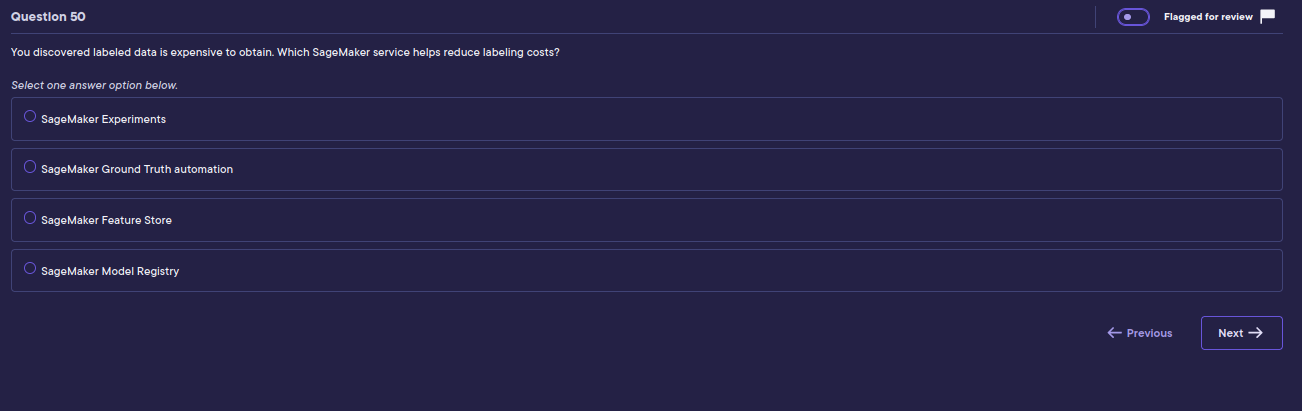 Question 50
Flagged for review
You discovered labeled data is expensive to obtain. Which SageMaker service helps reduce labeling costs?
Select one answer option below.
SageMaker Experiments
SageMaker Ground Truth automation
SageMaker Feature Store
SageMaker Model Registry
Previous
Next